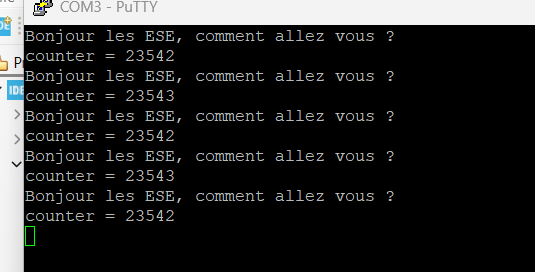 COM3 - PuTTY
Bonjour les ESE, comment allez vous ?
counter = 23542
Bonjour les ESE, comment allez vous ?
counter = 23543
Bonjour les ESE, comment allez vous ?
counter = 23542
Bonjour les ESE, comment allez vous ?
counter = 23543
Bonjour les ESE, comment allez vous ?
counter = 23542
IDE